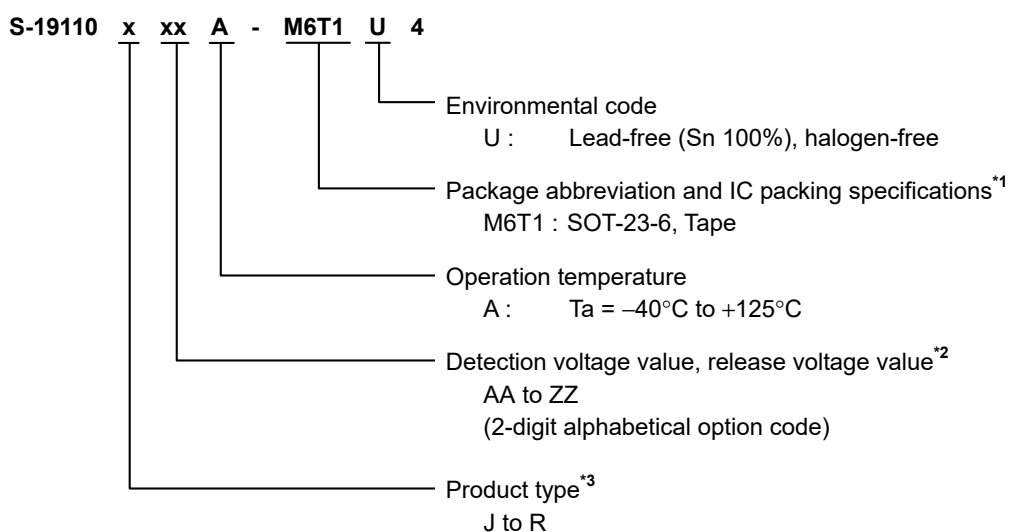 S-19110 x xx A - M6T1 U 4
Environmental code
U : Lead-free (Sn 100%), halogen-free
Package abbreviation and IC packing specifications*1
M6T1 : SOT-23-6, Tape
Operation temperature
A : Ta = −40°C to +125°C
Detection voltage value, release voltage value*2
AA to ZZ
(2-digit alphabetical option code)
Product type*3
J to R